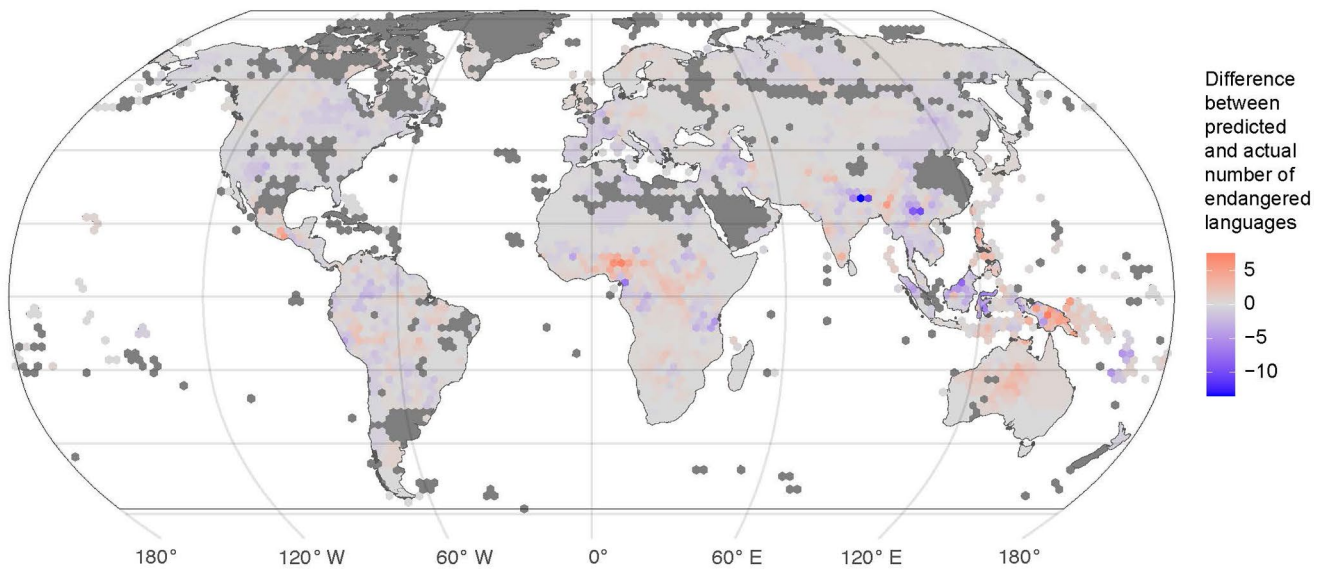 Difference
between
predicted
and actual
number of
endangered
languages
5
0
−5
−10
180°
120° W
60° W
0°
60° E
120° E
180°